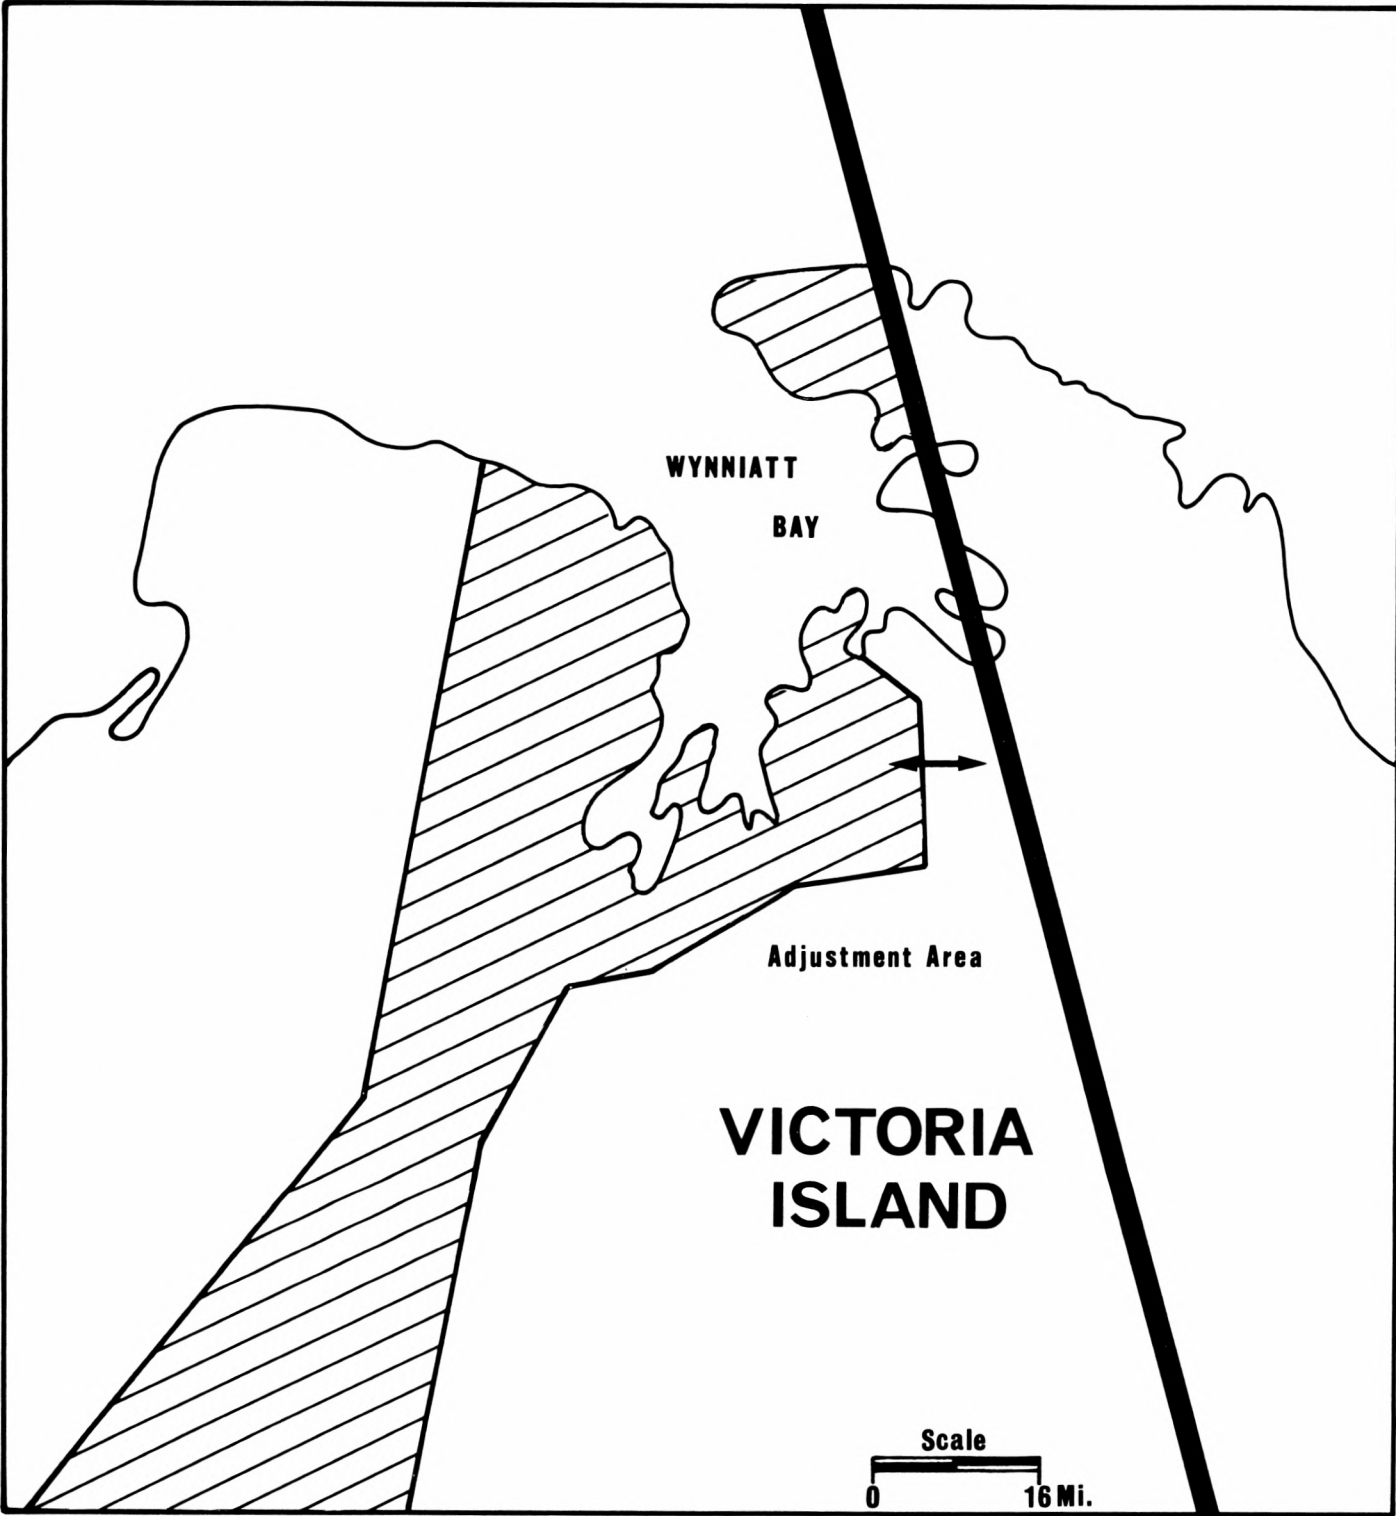 WYNNIATT
BAY
Adjustment Area
VICTORIA
ISLAND
Scale
0 16 Mi.